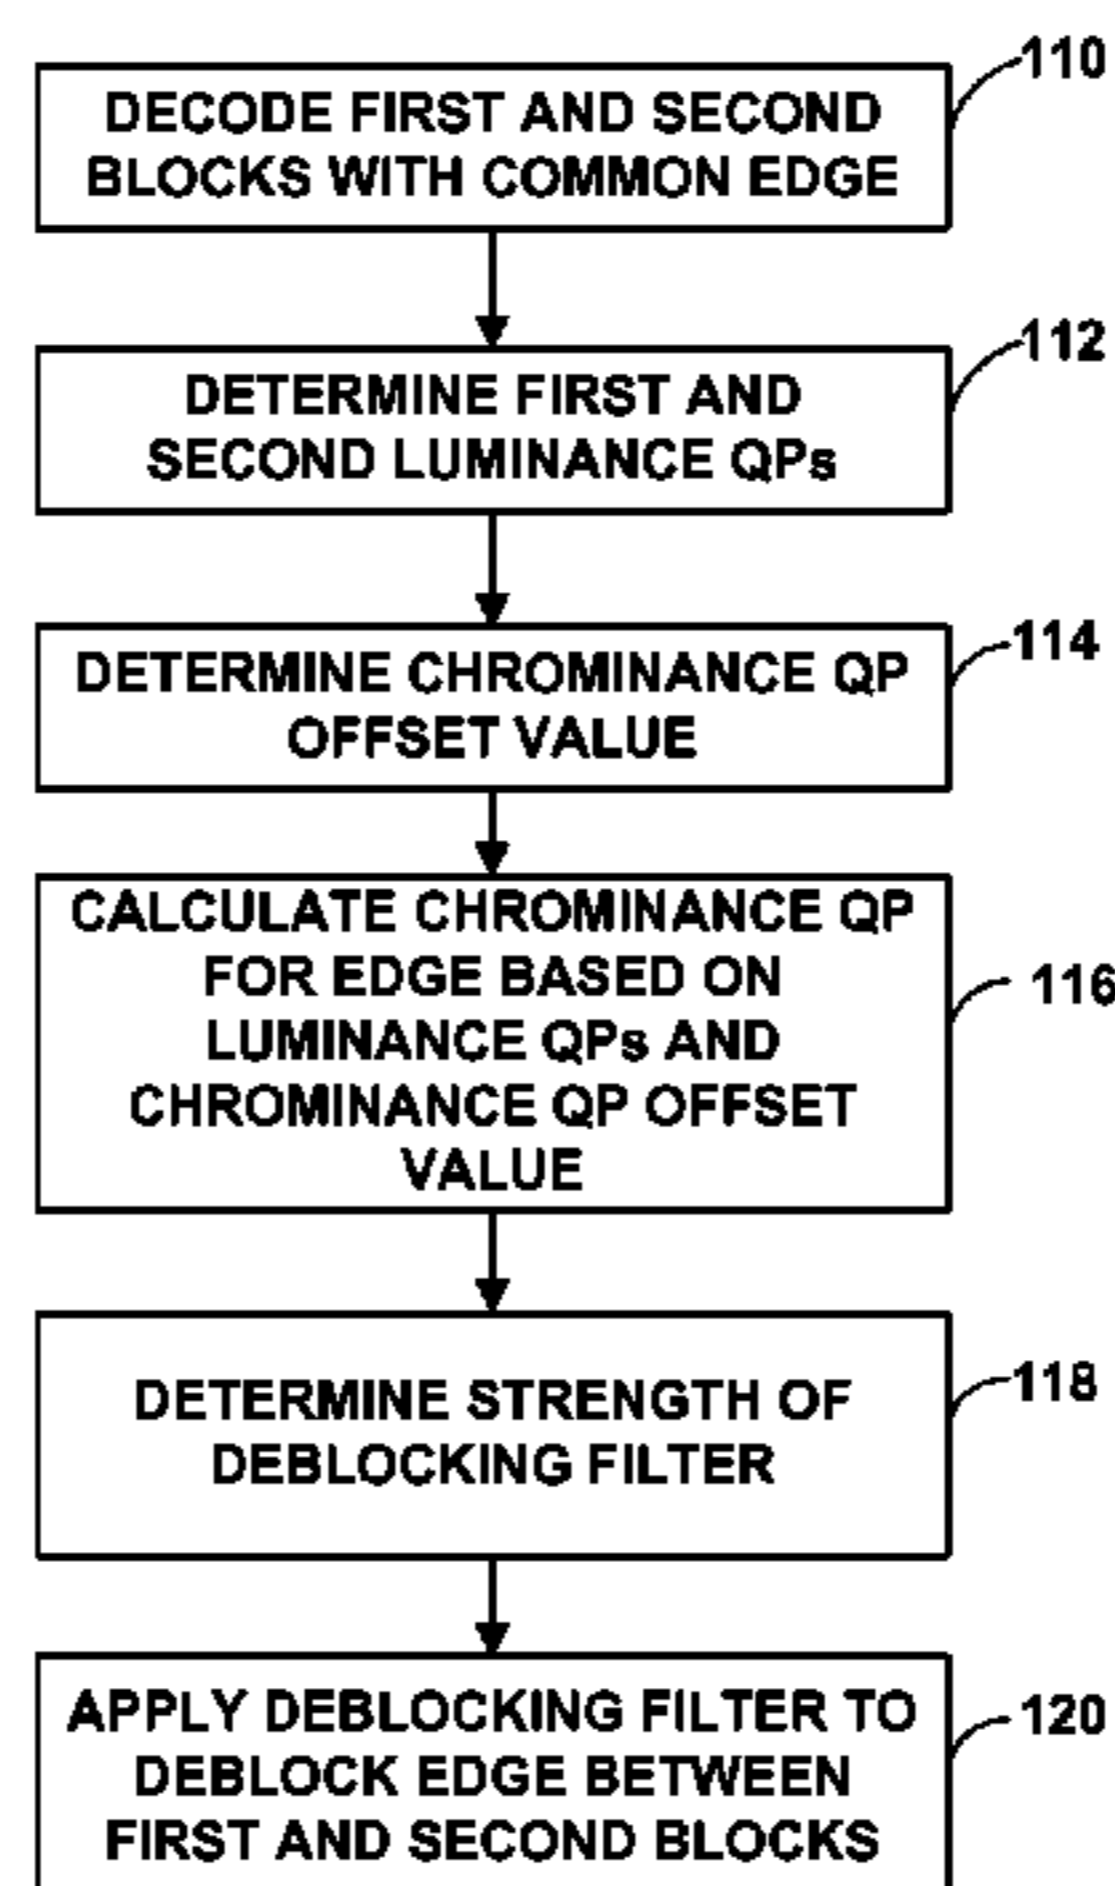 110
DECODE FIRST AND SECOND
BLOCKS WITH COMMON EDGE
112
DETERMINE FIRST AND
SECOND LUMINANCE QPs
114
DETERMINE CHROMINANCE QP
OFFSET VALUE
CALCULATE CHROMINANCE QP
FOR EDGE BASED ON
116
LUMINANCE QPs AND
CHROMINANCE QP OFFSET
VALUE
118
DETERMINE STRENGTH OF
DEBLOCKING FILTER
APPLY DEBLOCKING FILTER TO
120
DEBLOCK EDGE BETWEEN
FIRST AND SECOND BLOCKS